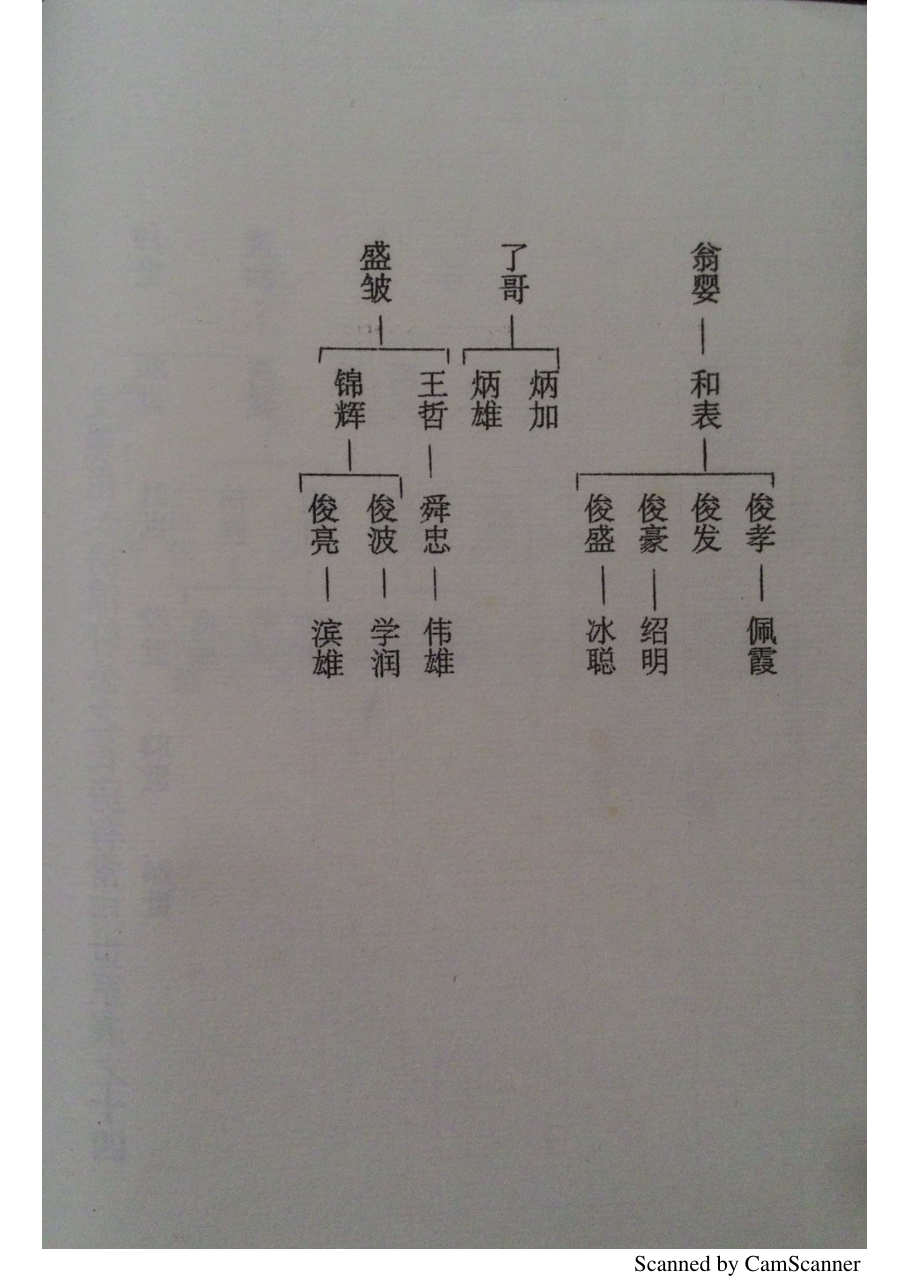 翁婴
和表
俊孝
佩霞
俊发
俊豪
绍明
俊盛
冰聪
了哥
炳加
炳雄
盛皱
王哲
舜忠
伟雄
锦辉
俊波
学润
俊亮
滨雄
Scanned by CamScanner